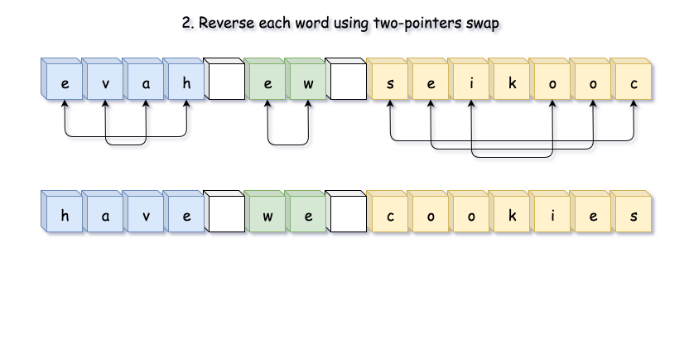 2. Reverse each word using two-pointers swap
e v a h e w s e i k o o c
h a v e w e c o o k i e s